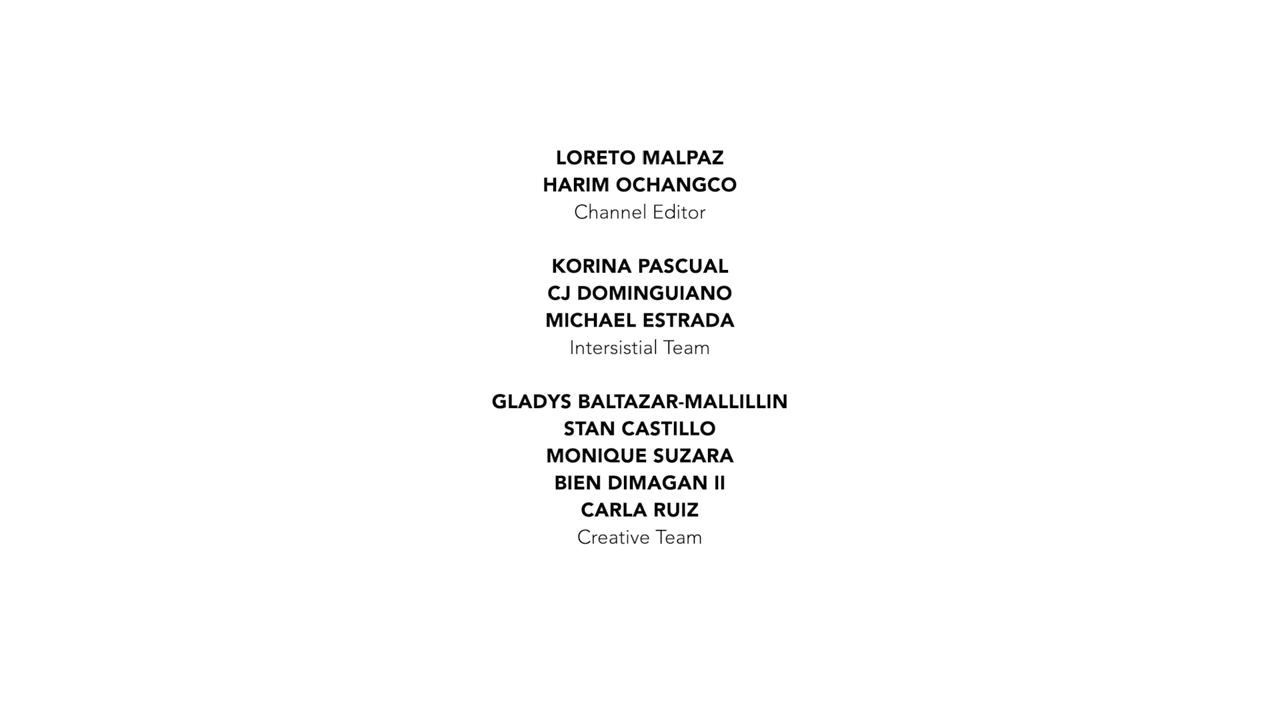 LORETO MALPAZ
HARIM OCHANGCO
Channel Editor
KORINA PASCUAL
CJ DOMINGUIANO
MICHAEL ESTRADA
Intersistial Team
GLADYS BALTAZAR-MALLILLIN
STAN CASTILLO
MONIQUE SUZARA
BIEN DIMAGAN II
CARLA RUIZ
Creative Team